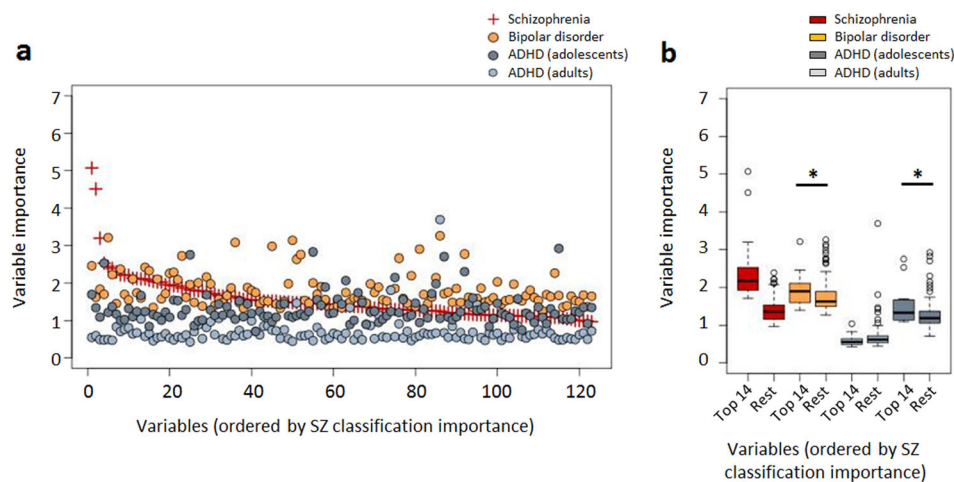 a
Schizophrenia
Bipolar disorder
ADHD (adolescents)
ADHD (adults)
7
6
5
4
3
2
1
0
Variable importance
0 20 40 60 80 100 120
Variables (ordered by SZ classification importance)
b
Schizophrenia
Bipolar disorder
ADHD (adolescents)
ADHD (adults)
7
6
5
4
3
2
1
0
Variable importance
* *
Top 14 Rest Top 14 Rest Top 14 Rest Top 14 Rest
Variables (ordered by SZ
classification importance)